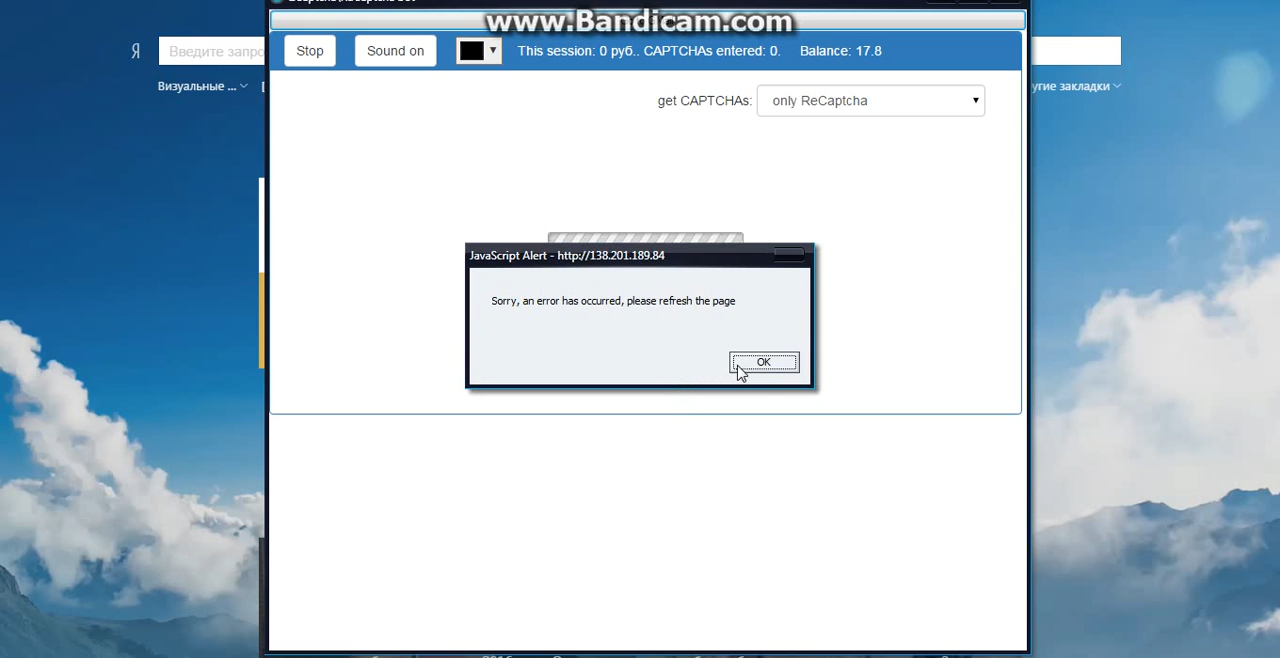 www.Bandicam.com
Stop
Sound on
This session: 0 руб.. CAPTCHAs entered: 0.
Balance: 17.8
Я
Введите запро
Визуальные ...
угие закладки
get CAPTCHAs:
only ReCaptcha
JavaScript Alert - http://138.201.189.84
Sorry, an error has occurred, please refresh the page
OK